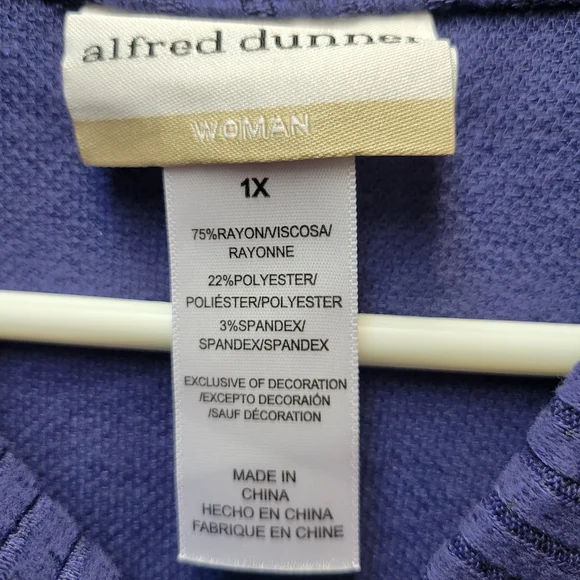 alfred dunner
WOMAN
1X
75%RAYON/VISCOSA/
RAYONNE
22%POLYESTER/
POLIÉSTER/POLYESTER
3%SPANDEX/
SPANDEX/SPANDEX
EXCLUSIVE OF DECORATION
/EXCEPTO DECORAIÓN
/SAUF DÉCORATION
MADE IN
CHINA
HECHO EN CHINA
FABRIQUE EN CHINE